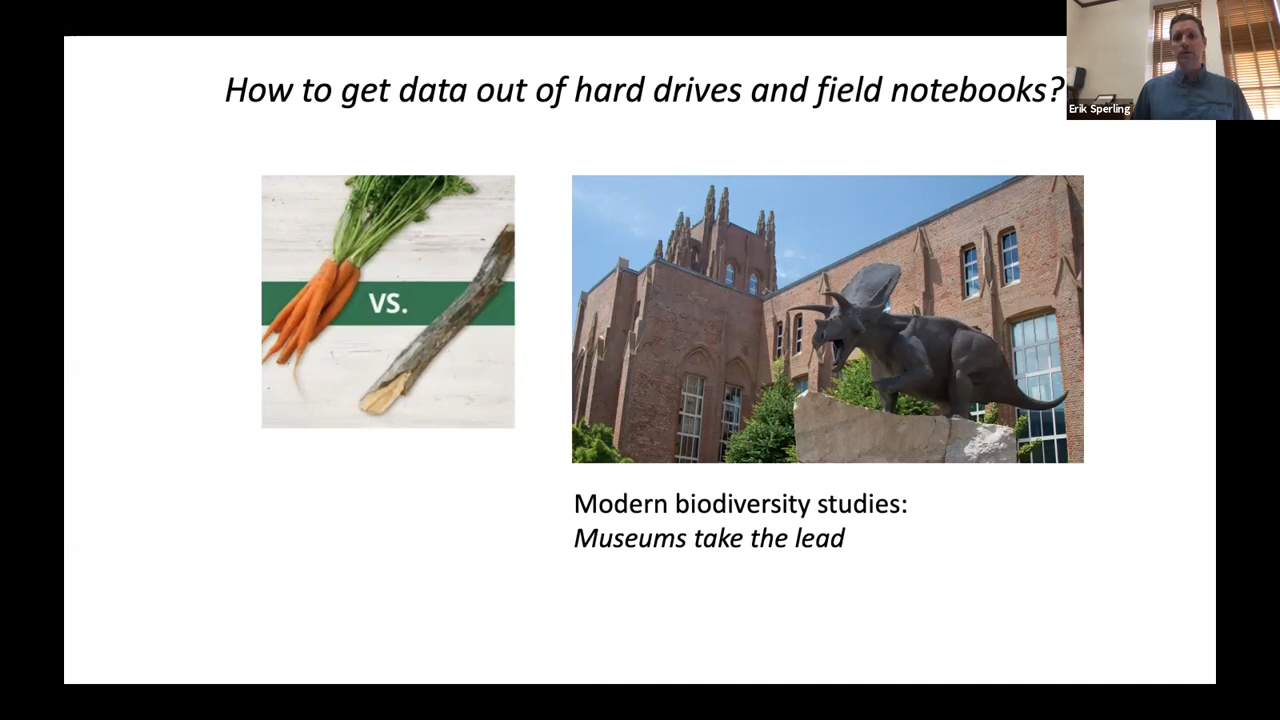 How to get data out of hard drives and field notebooks?
Erik Sperling
VS.
Modern biodiversity studies:
Museums take the lead